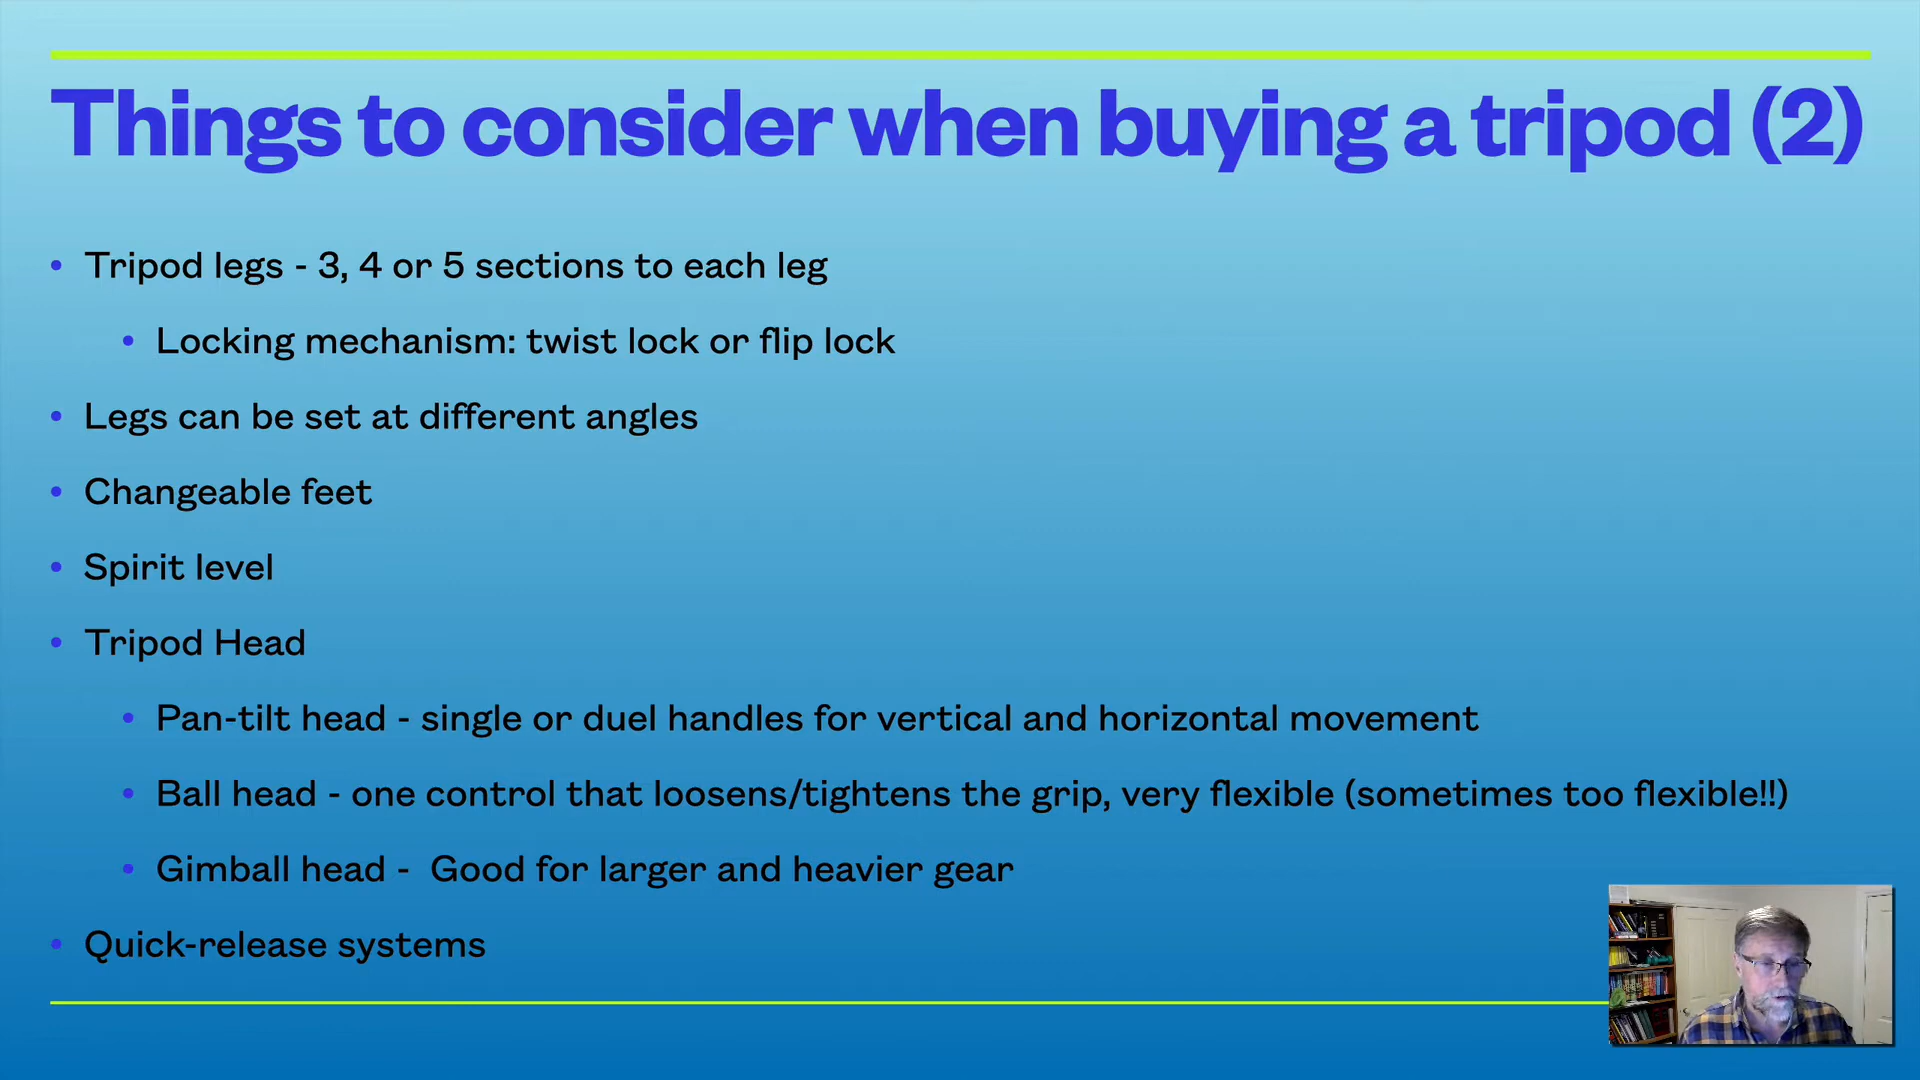 Things to consider when buying a tripod (2)
• Tripod legs - 3, 4 or 5 sections to each leg
• Locking mechanism: twist lock or flip lock
• Legs can be set at different angles
• Changeable feet
• Spirit level
• Tripod Head
• Pan-tilt head - single or duel handles for vertical and horizontal movement
• Ball head - one control that loosens/tightens the grip, very flexible (sometimes too flexible!!)
• Gimball head -  Good for larger and heavier gear
• Quick-release systems